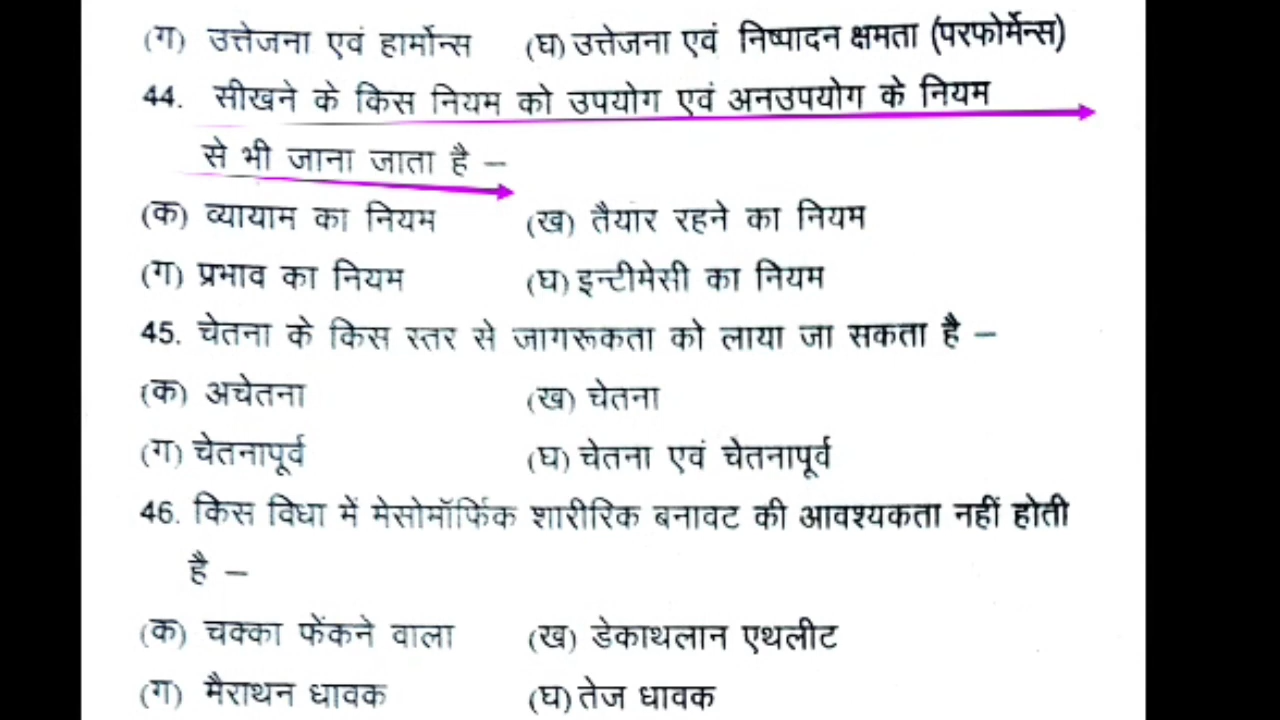 (ग) उत्तेजना एवं हार्मोन्स (घ) उत्तेजना एवं निष्पादन क्षमता (परफोर्मेन्स)
44. सीखने के किस नियम को उपयोग एवं अनउपयोग के नियम
से भी जाना जाता है –
(क) व्यायाम का नियम (ख) तैयार रहने का नियम
(ग) प्रभाव का नियम (घ) इन्टीमेसी का नियम
45. चेतना के किस स्तर से जागरूकता को लाया जा सकता है –
(क) अचेतना (ख) चेतना
(ग) चेतनापूर्व (घ) चेतना एवं चेतनापूर्व
46. किस विधा में मेसोमॉर्फिक शारीरिक बनावट की आवश्यकता नहीं होती
है –
(क) चक्का फेंकने वाला (ख) डेकाथलान एथलीट
(ग) मैराथन धावक (घ) तेज धावक